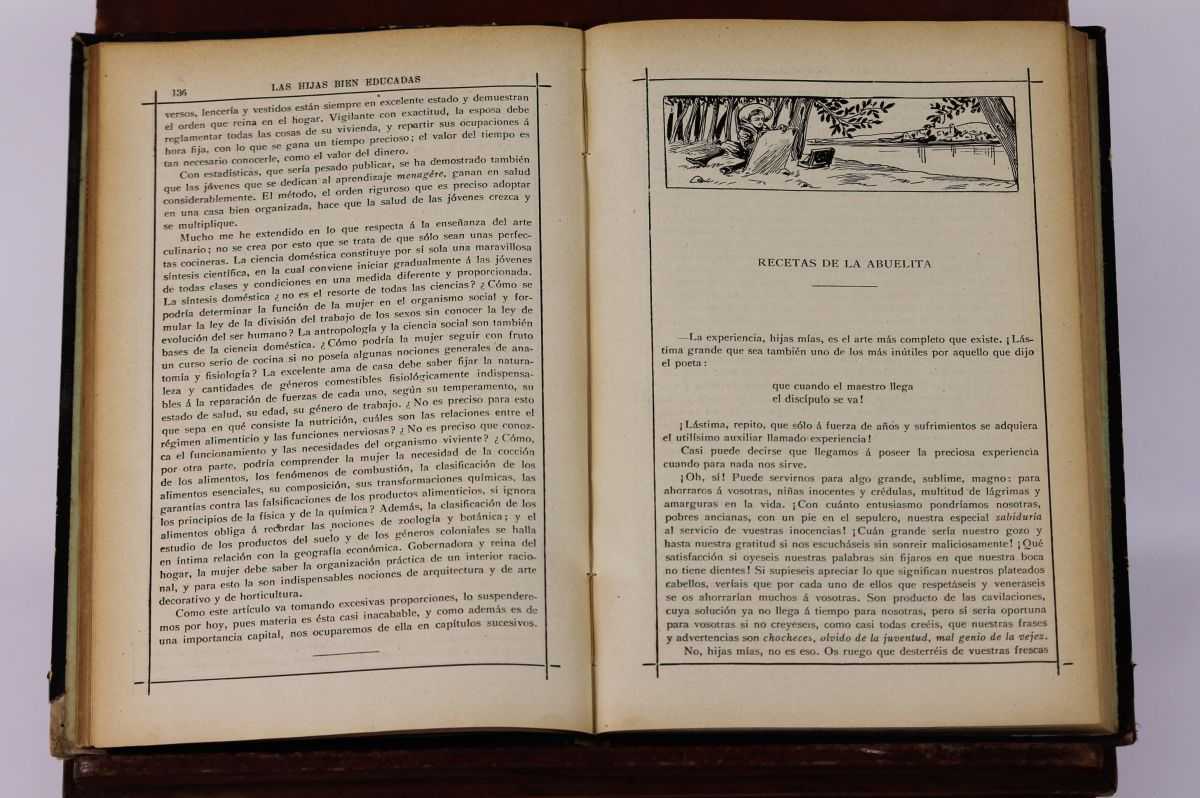 136
LAS HIJAS BIEN EDUCADAS
versos, lencería y vestidos están siempre en excelente estado y demuestran
el orden que reina en el hogar. Vigilante con exactitud, la esposa debe
reglamentar todas las cosas de su vivienda, y repartir sus ocupaciones á
hora fija, con lo que se gana un tiempo precioso; el valor del tiempo es
tan necesario conocerle, como el valor del dinero.
Con estadísticas, que sería pesado publicar, se ha demostrado también
que las jóvenes que se dedican al aprendizaje menagére, ganan en salud
considerablemente. El método, el orden riguroso que es preciso adoptar
en una casa bien organizada, hace que la salud de las jóvenes crezca y
se multiplique.
Mucho me he extendido en lo que respecta á la enseñanza del arte
culinario; no se crea por esto que se trata de que sólo sean unas perfec-
tas cocineras. La ciencia doméstica constituye por sí sola una maravillosa
síntesis científica, en la cual conviene iniciar gradualmente á las jóvenes
de todas clases y condiciones en una medida diferente y proporcionada.
La síntesis doméstica ¿no es el resorte de todas las ciencias? ¿Cómo se
podría determinar la función de la mujer en el organismo social y for-
mular la ley de la división del trabajo de los sexos sin conocer la ley de
evolución del ser humano? La antropología y la ciencia social son también
bases de la ciencia doméstica. ¿Cómo podría la mujer seguir con fruto
un curso serio de cocina si no poseía algunas nociones generales de ana-
tomía y fisiología? La excelente ama de casa debe saber fijar la natura-
leza y cantidades de géneros comestibles fisiológicamente indispensa-
bles á la reparación de fuerzas de cada uno, según su temperamento, su
estado de salud, su edad, su género de trabajo. ¿No es preciso para esto
que sepa en qué consiste la nutrición, cuáles son las relaciones entre el
régimen alimenticio y las funciones nerviosas? ¿No es preciso que conoz-
ca el funcionamiento y las necesidades del organismo viviente? ¿Cómo,
por otra parte, podría comprender la mujer la necesidad de la cocción
de los alimentos, los fenómenos de combustión, la clasificación de los
alimentos esenciales, su composición, sus transformaciones químicas, las
garantías contra las falsificaciones de los productos alimenticios, si ignora
los principios de la física y de la química? Además, la clasificación de los
alimentos obliga á recordar las nociones de zoología y botánica; y el
estudio de los productos del suelo y de los géneros coloniales se halla
en íntima relación con la geografía económica. Gobernadora y reina del
hogar, la mujer debe saber la organización práctica de un interior racio-
nal, y para esto la son indispensables nociones de arquitectura y de arte
decorativo y de horticultura.
Como este artículo va tomando excesivas proporciones, lo suspendere-
mos por hoy, pues materia es ésta casi inacabable, y como además es de
una importancia capital, nos ocuparemos de ella en capítulos sucesivos.
RECETAS DE LA ABUELITA
—La experiencia, hijas mías, es el arte más completo que existe. ¡Lás-
tima grande que sea también uno de los más inútiles por aquello que dijo
el poeta:
que cuando el maestro llega
el discípulo se va!
¡Lástima, repito, que sólo á fuerza de años y sufrimientos se adquiera
el utilísimo auxiliar llamado experiencia!
Casi puede decirse que llegamos á poseer la preciosa experiencia
cuando para nada nos sirve.
¡Oh, sí! Puede servirnos para algo grande, sublime, magno: para
ahorraros á vosotras, niñas inocentes y crédulas, multitud de lágrimas y
amarguras en la vida. ¡Con cuánto entusiasmo pondríamos nosotras,
pobres ancianas, con un pie en el sepulcro, nuestra especial sabiduría
al servicio de vuestras inocencias! ¡Cuán grande sería nuestro gozo y
hasta nuestra gratitud si nos escucháseis sin sonreir maliciosamente! ¡Qué
satisfacción si oyeseis nuestras palabras sin fijaros en que nuestra boca
no tiene dientes! Si supieseis apreciar lo que significan nuestros plateados
cabellos, veríais que por cada uno de ellos que respetáseis y veneraseis
se os ahorrarían muchos á vosotras. Son producto de las cavilaciones,
cuya solución ya no llega á tiempo para nosotras, pero sí sería oportuna
para vosotras si no creyeseis, como casi todas creéis, que nuestras frases
y advertencias son chocheces, olvido de la juventud, mal genio de la vejez.
No, hijas mías, no es eso. Os ruego que desterréis de vuestras frescas